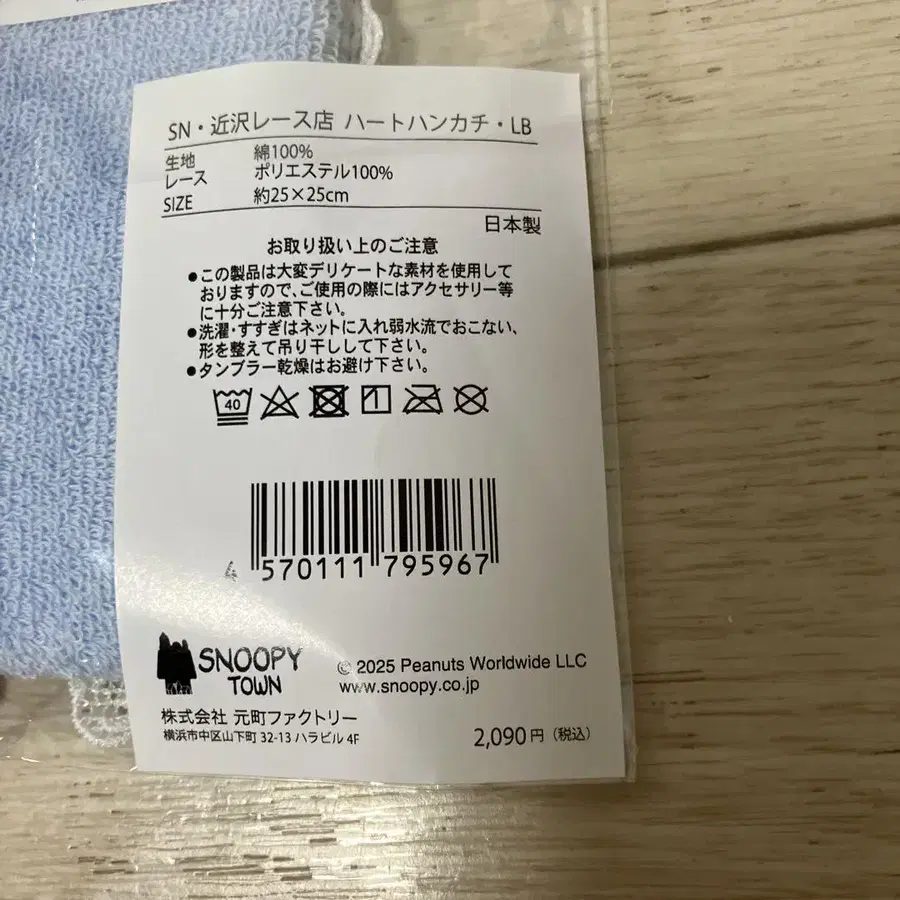 SN・近沢レース店 ハートハンカチ・LB
生地 綿100%
レース ポリエステル100%
SIZE 約25×25cm
日本製
お取り扱い上のご注意
●この製品は大変デリケートな素材を使用して
おりますので、ご使用の際にはアクセサリー等
に十分ご注意下さい。
●洗濯・すすぎはネットに入れ弱水流でおこない、
形を整えて吊り干しして下さい。
●タンブラー乾燥はお避け下さい。
40 1
4 570111 795967
SNOOPY
TOWN
© 2025 Peanuts Worldwide LLC
www.snoopy.co.jp
株式会社 元町ファクトリー
横浜市中区山下町 32-13 ハラビル 4F
2,090円（税込）